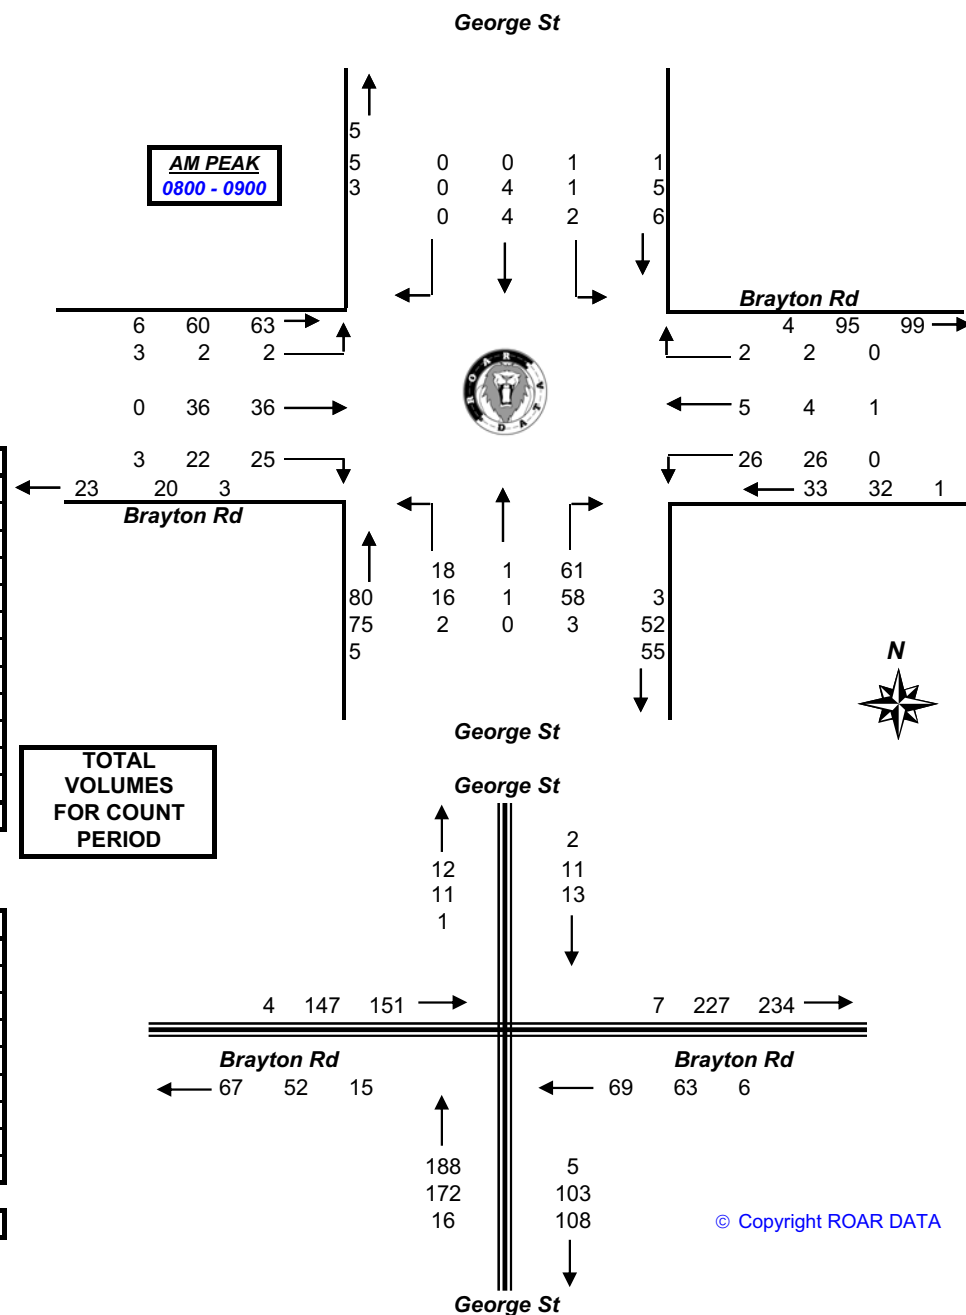 George St
AM PEAK
0800 - 0900
5
5 0 0 1 1
3 0 4 1 5
0 4 2 6
Brayton Rd
6 60 63
4 95 99
3 2 2
2 2 0
ROAR DATA
0 36 36
5 4 1
3 22 25
26 26 0
23 20 3
33 32 1
Brayton Rd
18 1 61
80 16 1 58 3
75 2 0 3 52
5 55
N
George St
TOTAL
VOLUMES
FOR COUNT
PERIOD
George St
2
12 11
11 13
1
4 147 151
7 227 234
Brayton Rd
Brayton Rd
67 52 15
69 63 6
188 5
172 103
16 108
© Copyright ROAR DATA
George St